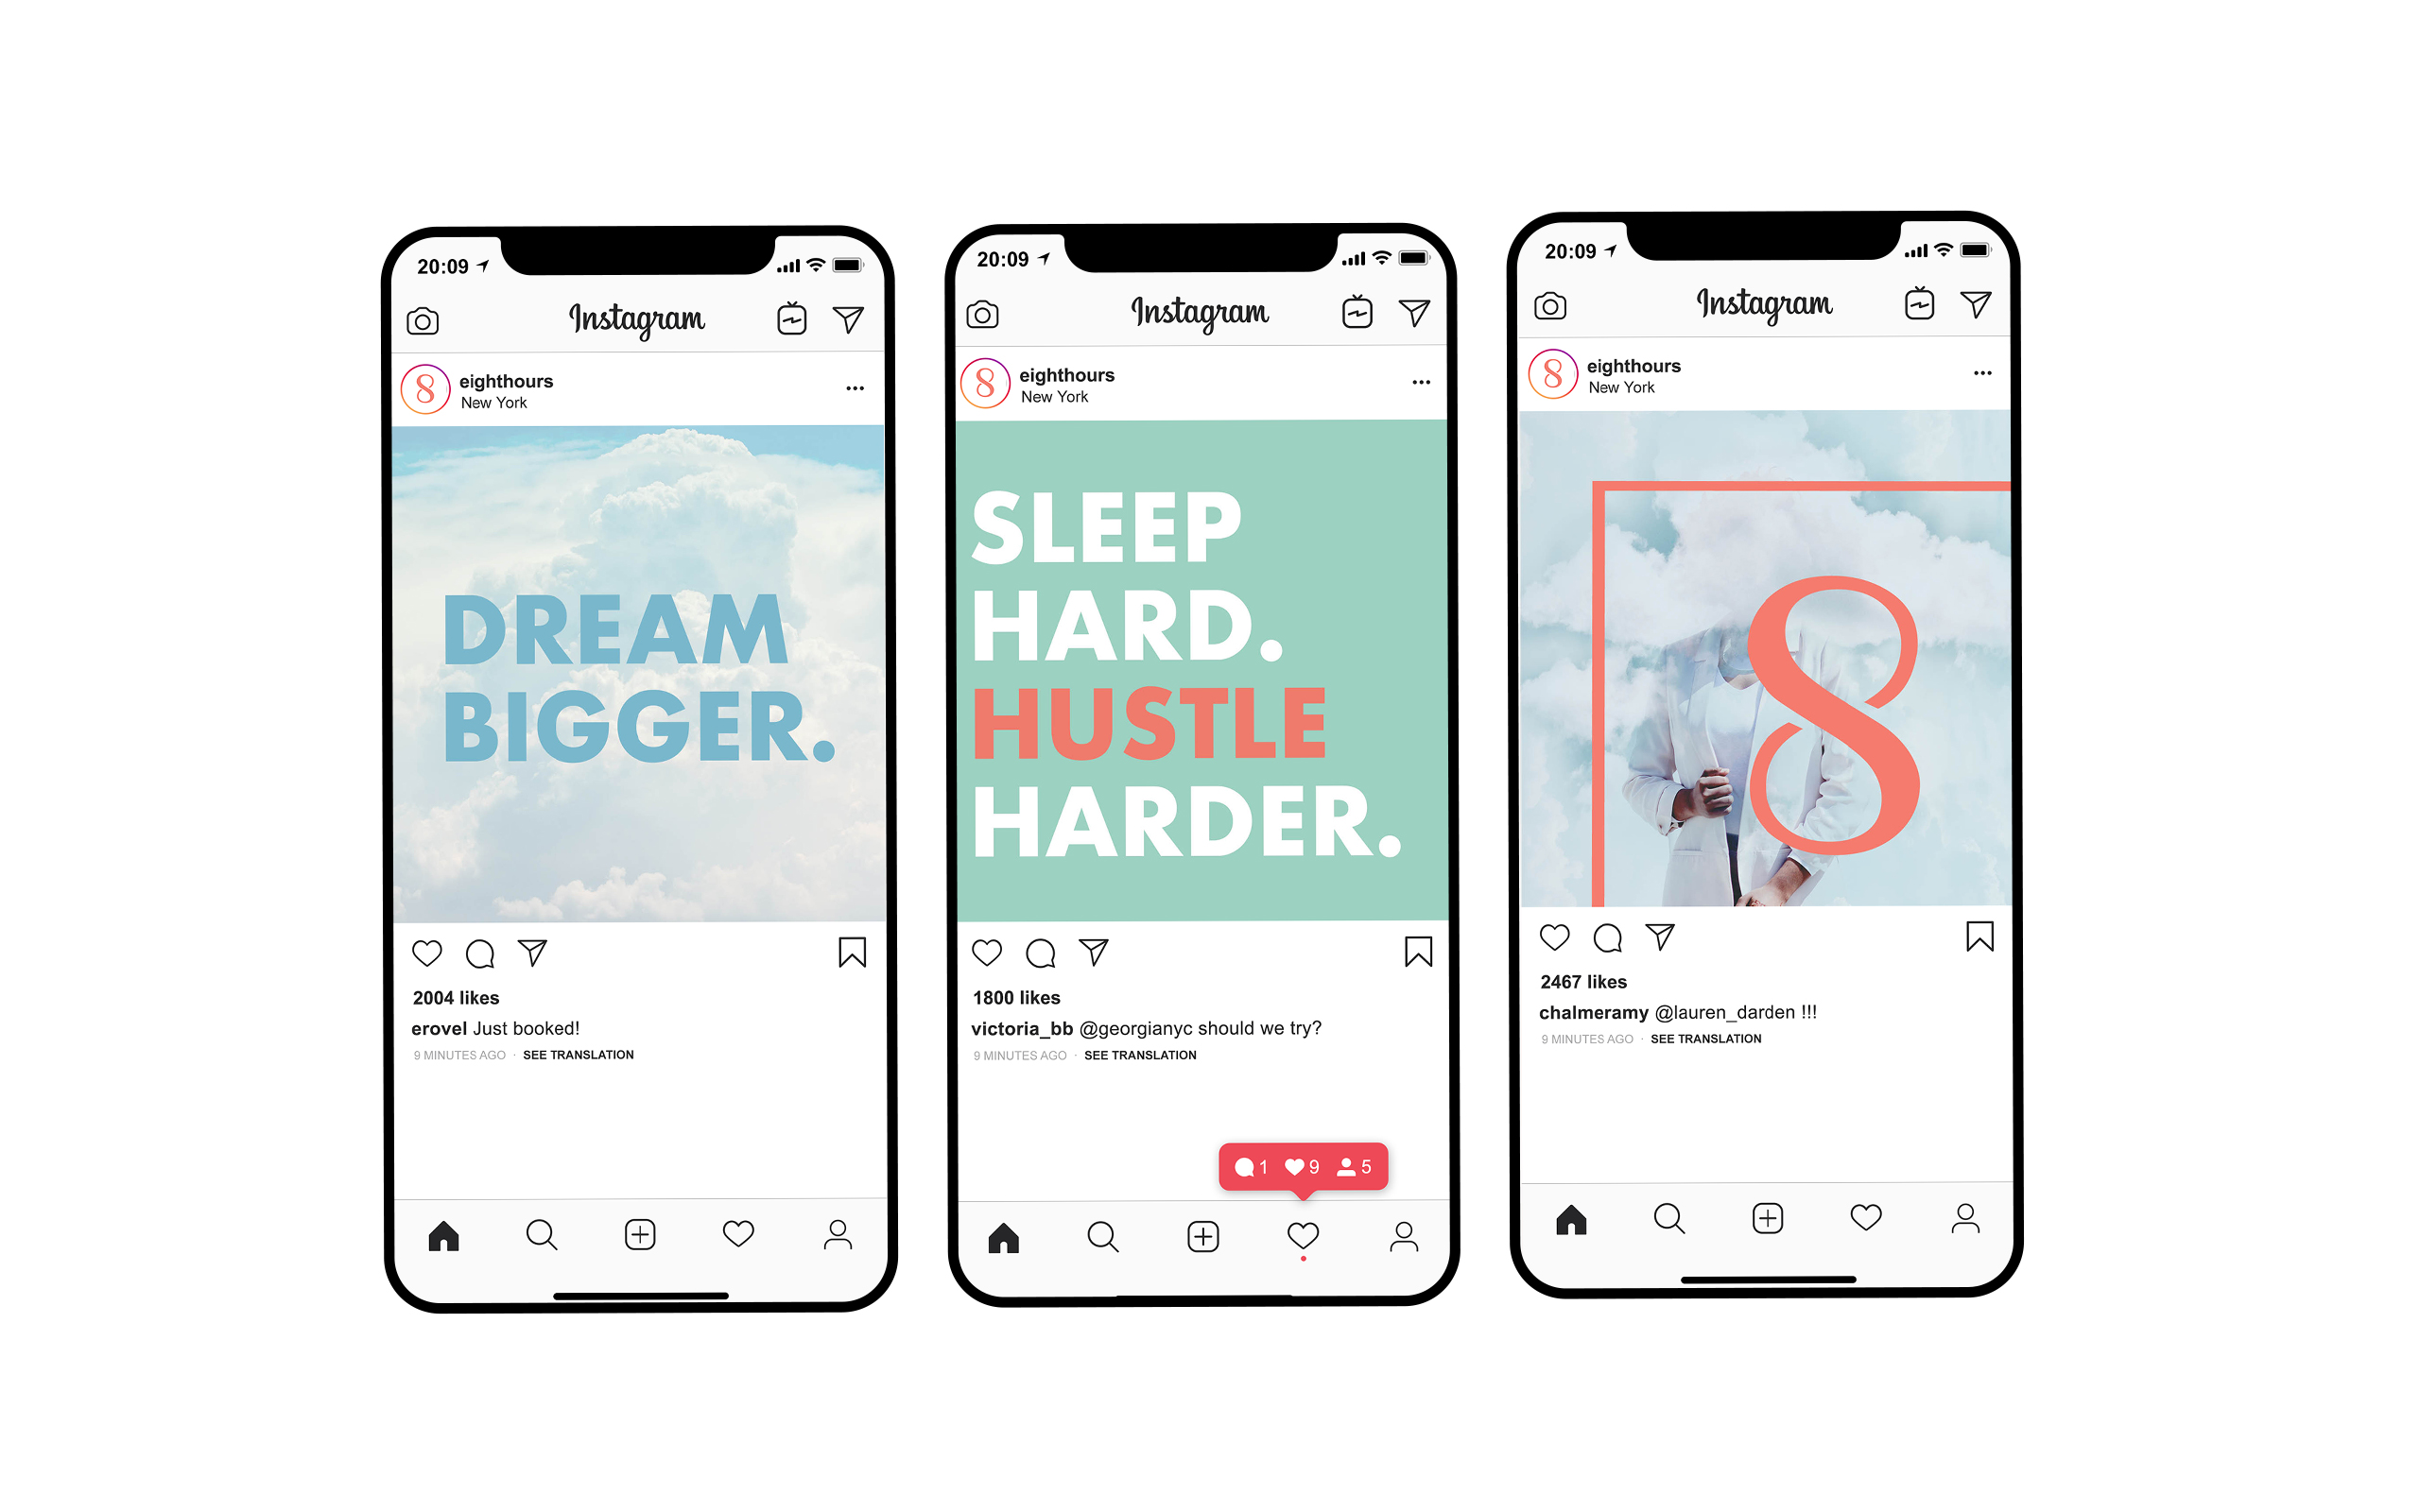 20:09
Instagram
8
eighthours
New York
DREAM
BIGGER.
2004 likes
erovel Just booked!
9 MINUTES AGO · SEE TRANSLATION
20:09
Instagram
8
eighthours
New York
SLEEP
HARD.
HUSTLE
HARDER.
1800 likes
victoria_bb @georgianyc should we try?
9 MINUTES AGO · SEE TRANSLATION
1 9 5
20:09
Instagram
8
eighthours
New York
8
2467 likes
chalmeramy @lauren_darden !!!
9 MINUTES AGO · SEE TRANSLATION